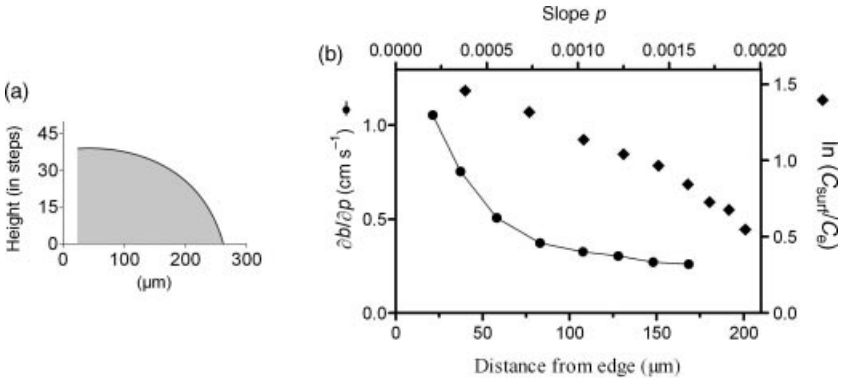 (a)
Height (in steps)
45
30
15
0
0 100 200 300
(µm)
(b)
Slope p
0.0000 0.0005 0.0010 0.0015 0.0020
∂b/∂p (cm s⁻¹)
1.0
0.5
0.0
1.5
1.0
0.5
0.0
ln (Csurf/Ce)
0 50 100 150 200
Distance from edge (µm)